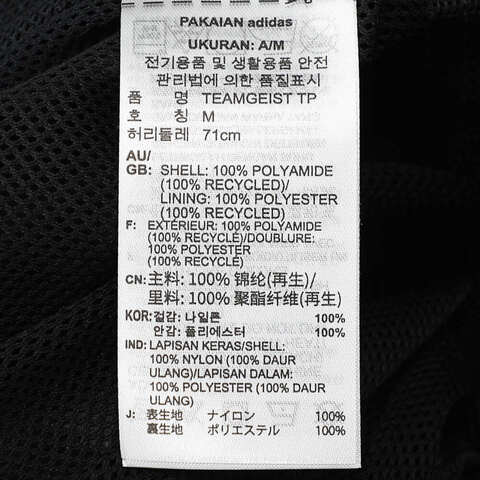 PAKAIAN adidas
UKURAN: A/M
전기용품 및 생활용품 안전
관리법에 의한 품질표시
품 명 TEAMGEIST TP
호 칭 M
허리둘레 71cm
AU/
GB: SHELL: 100% POLYAMIDE
(100% RECYCLED)/
LINING: 100% POLYESTER
(100% RECYCLED)
F: EXTÉRIEUR: 100% POLYAMIDE
(100% RECYCLÉ)/DOUBLURE:
100% POLYESTER
(100% RECYCLÉ)
CN: 主料: 100% 锦纶(再生)/
里料: 100% 聚酯纤维(再生)
KOR: 겉감: 나일론 100%
안감: 폴리에스터 100%
IND: LAPISAN KERAS/SHELL:
100% NYLON (100% DAUR
ULANG)/LAPISAN DALAM:
100% POLYESTER (100% DAUR
ULANG)
J: 表生地 ナイロン 100%
裏生地 ポリエステル 100%